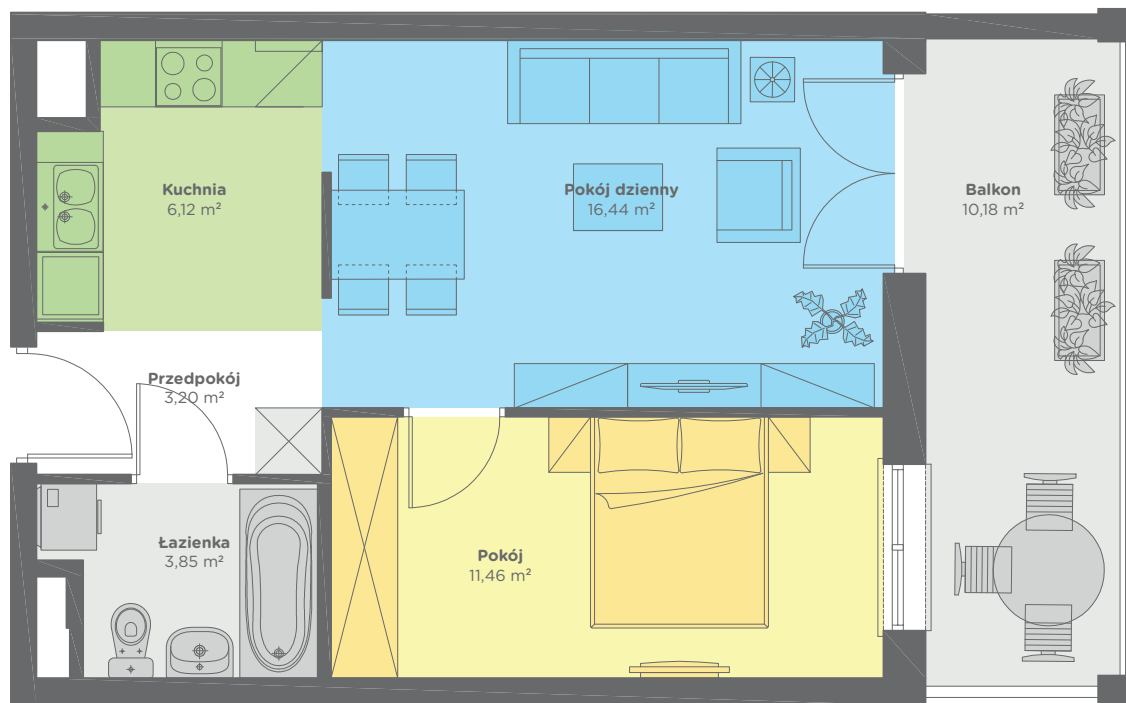 Kuchnia
6,12 m²
Pokój dzienny
16,44 m²
Balkon
10,18 m²
Przedpokój
3,20 m²
Łazienka
3,85 m²
Pokój
11,46 m²